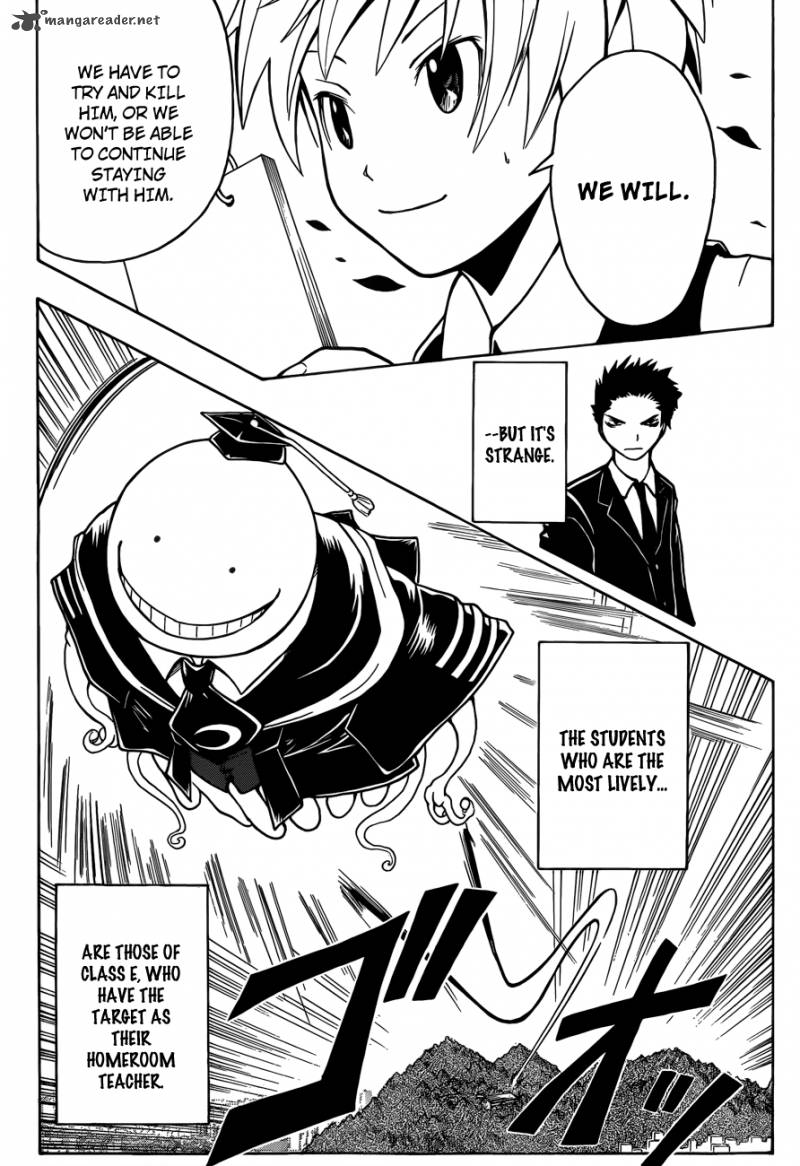 mangareader.net
WE WILL.
WE HAVE TO
TRY AND KILL
HIM, OR WE
WON'T BE ABLE
TO CONTINUE
STAYING
WITH HIM.
--BUT IT'S
STRANGE.
THE STUDENTS
WHO ARE THE
MOST LIVELY...
ARE THOSE OF
CLASS E, WHO
HAVE THE
TARGET AS
THEIR
HOMEROOM
TEACHER.
ゴォォ